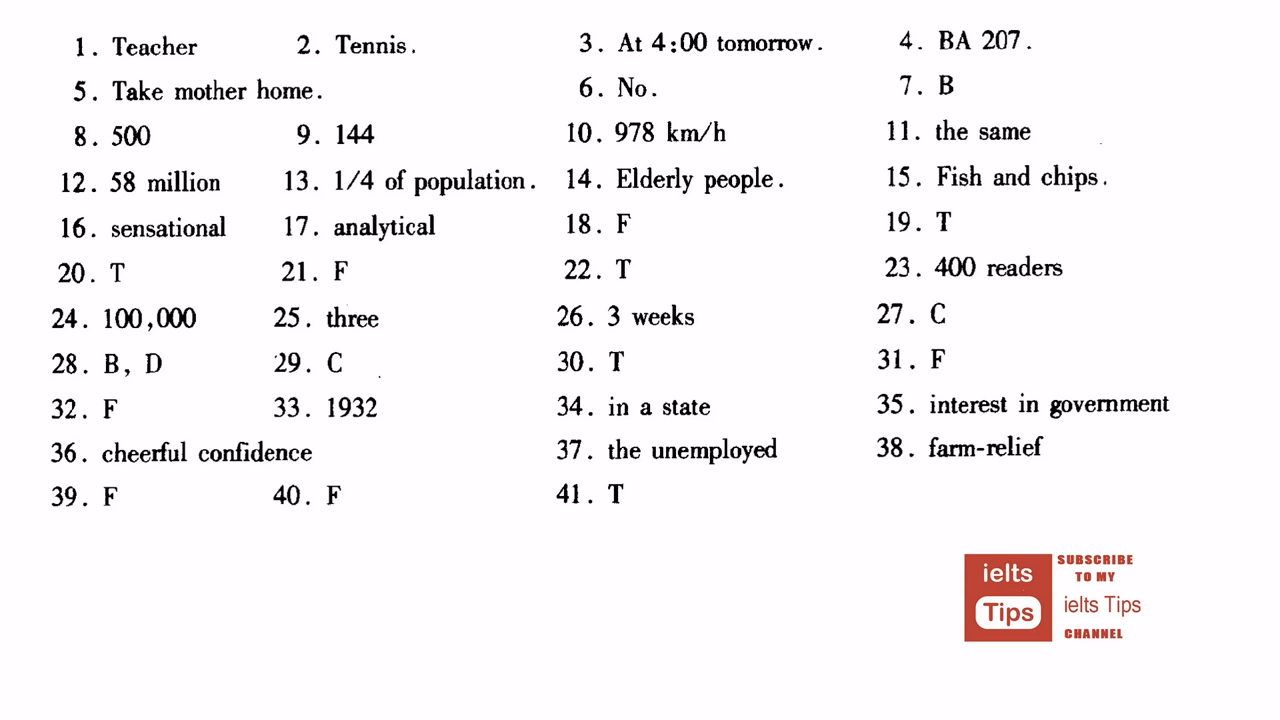 1. Teacher 2. Tennis. 3. At 4:00 tomorrow. 4. BA 207.
5. Take mother home. 6. No. 7. B
8. 500 9. 144 10. 978 km/h 11. the same
12. 58 million 13. 1/4 of population. 14. Elderly people. 15. Fish and chips.
16. sensational 17. analytical 18. F 19. T
20. T 21. F 22. T 23. 400 readers
24. 100,000 25. three 26. 3 weeks 27. C
28. B, D 29. C 30. T 31. F
32. F 33. 1932 34. in a state 35. interest in government
36. cheerful confidence 37. the unemployed 38. farm-relief
39. F 40. F 41. T
ielts
Tips
SUBSCRIBE
TO MY
ielts Tips
CHANNEL